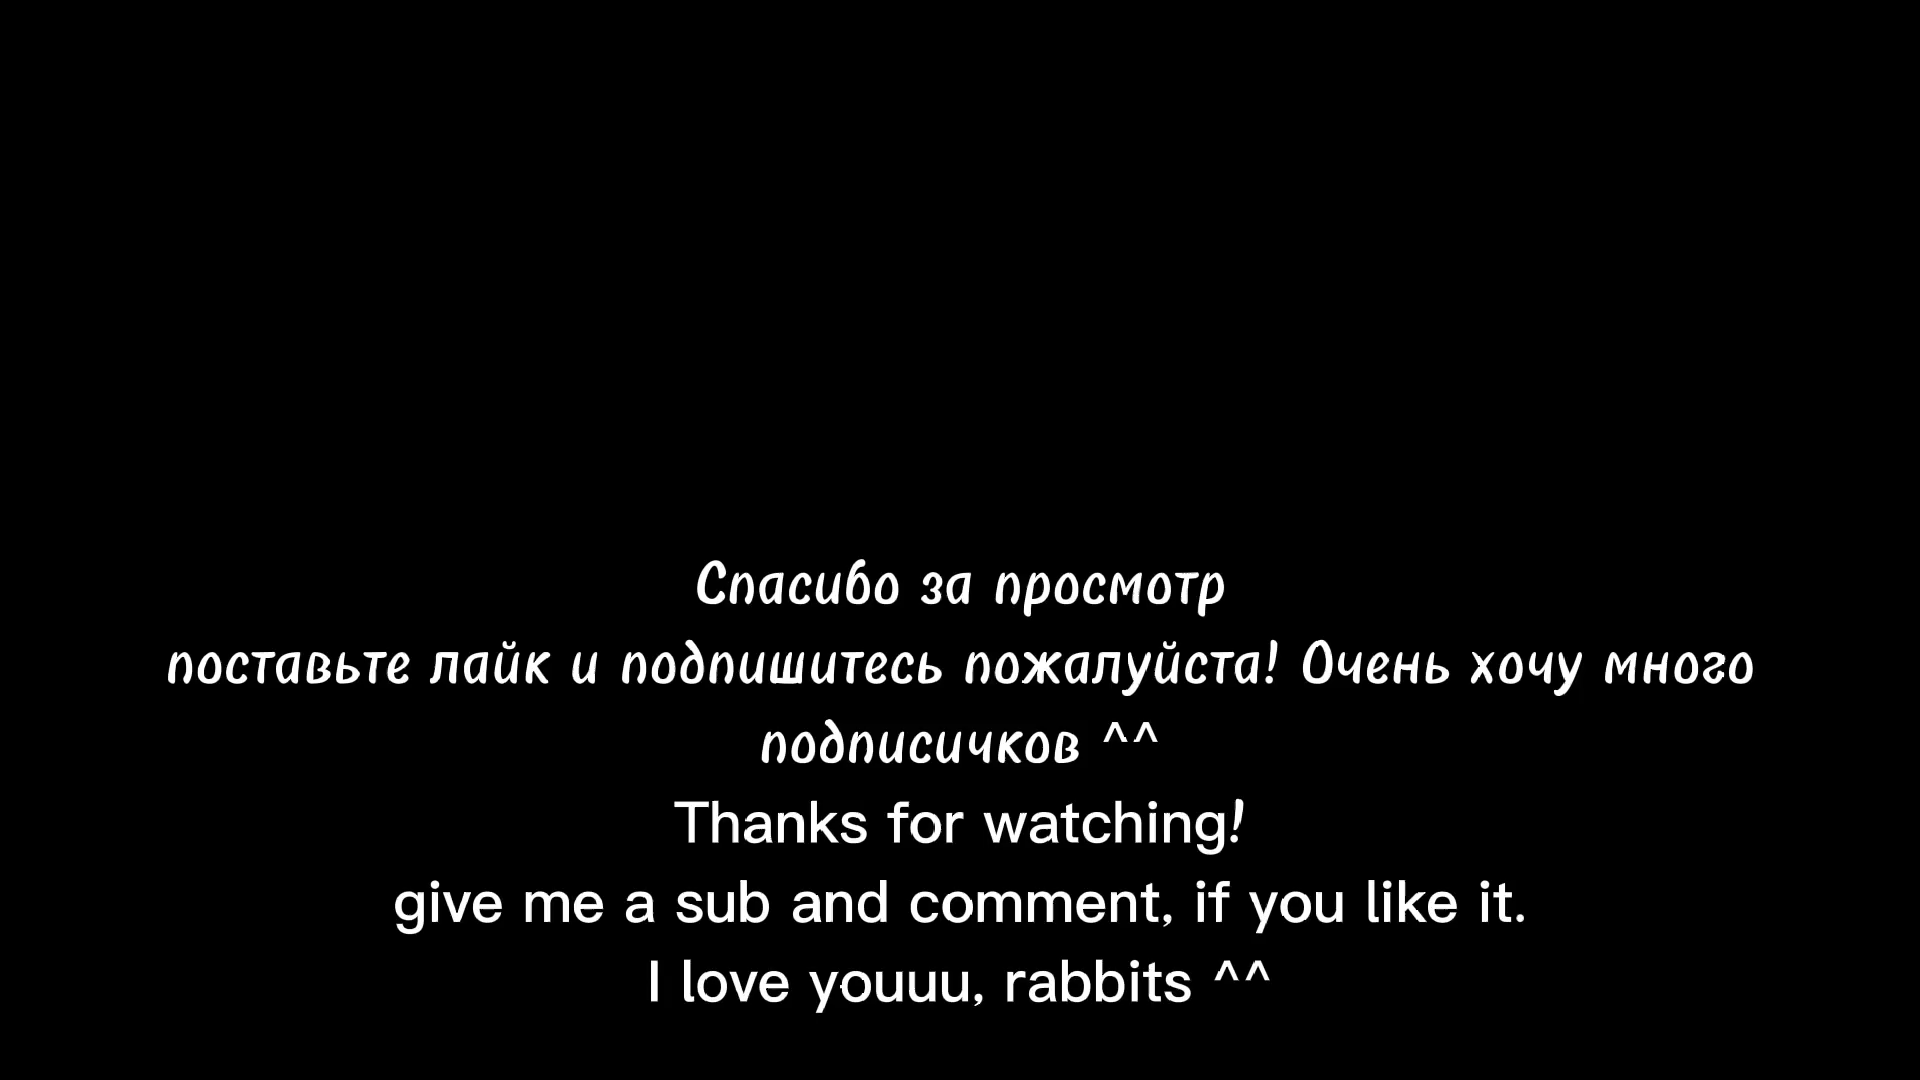 Спасибо за просмотр
поставьте лайк и подпишитесь пожалуйста! Очень хочу много
подписичков ^^
Thanks for watching!
give me a sub and comment, if you like it.
I love youuu, rabbits ^^